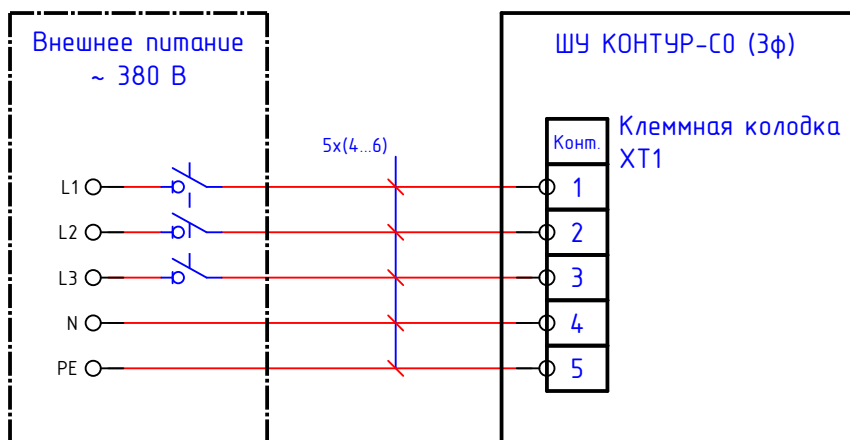 Внешнее питание
~ 380 В
ШУ КОНТУР-СО (3ф)
5х(4...6)
Клеммная колодка
ХТ1
Конт.
L1
1
L2
2
L3
3
N
4
PE
5